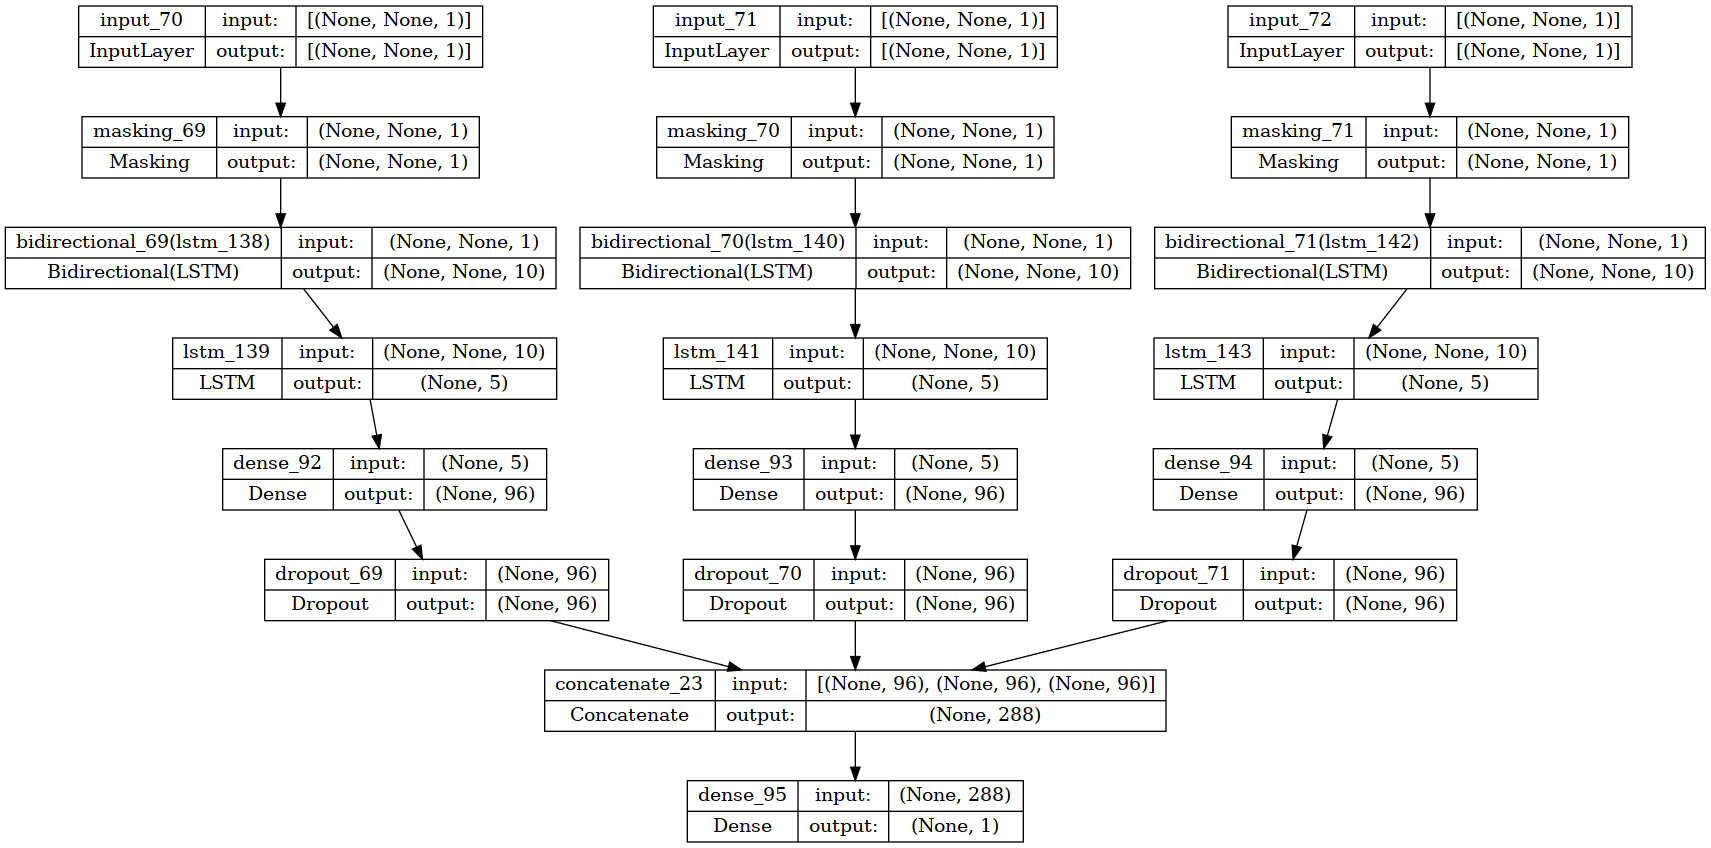 input_70 input: [(None, None, 1)]
InputLayer output: [(None, None, 1)]
input_71 input: [(None, None, 1)]
InputLayer output: [(None, None, 1)]
input_72 input: [(None, None, 1)]
InputLayer output: [(None, None, 1)]
masking_69 input: (None, None, 1)
Masking output: (None, None, 1)
masking_70 input: (None, None, 1)
Masking output: (None, None, 1)
masking_71 input: (None, None, 1)
Masking output: (None, None, 1)
bidirectional_69(lstm_138) input: (None, None, 1)
Bidirectional(LSTM) output: (None, None, 10)
bidirectional_70(lstm_140) input: (None, None, 1)
Bidirectional(LSTM) output: (None, None, 10)
bidirectional_71(lstm_142) input: (None, None, 1)
Bidirectional(LSTM) output: (None, None, 10)
lstm_139 input: (None, None, 10)
LSTM output: (None, 5)
lstm_141 input: (None, None, 10)
LSTM output: (None, 5)
lstm_143 input: (None, None, 10)
LSTM output: (None, 5)
dense_92 input: (None, 5)
Dense output: (None, 96)
dense_93 input: (None, 5)
Dense output: (None, 96)
dense_94 input: (None, 5)
Dense output: (None, 96)
dropout_69 input: (None, 96)
Dropout output: (None, 96)
dropout_70 input: (None, 96)
Dropout output: (None, 96)
dropout_71 input: (None, 96)
Dropout output: (None, 96)
concatenate_23 input: [(None, 96), (None, 96), (None, 96)]
Concatenate output: (None, 288)
dense_95 input: (None, 288)
Dense output: (None, 1)